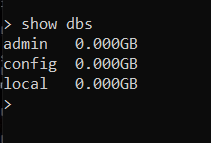 > show dbs
admin   0.000GB
config  0.000GB
local   0.000GB
>